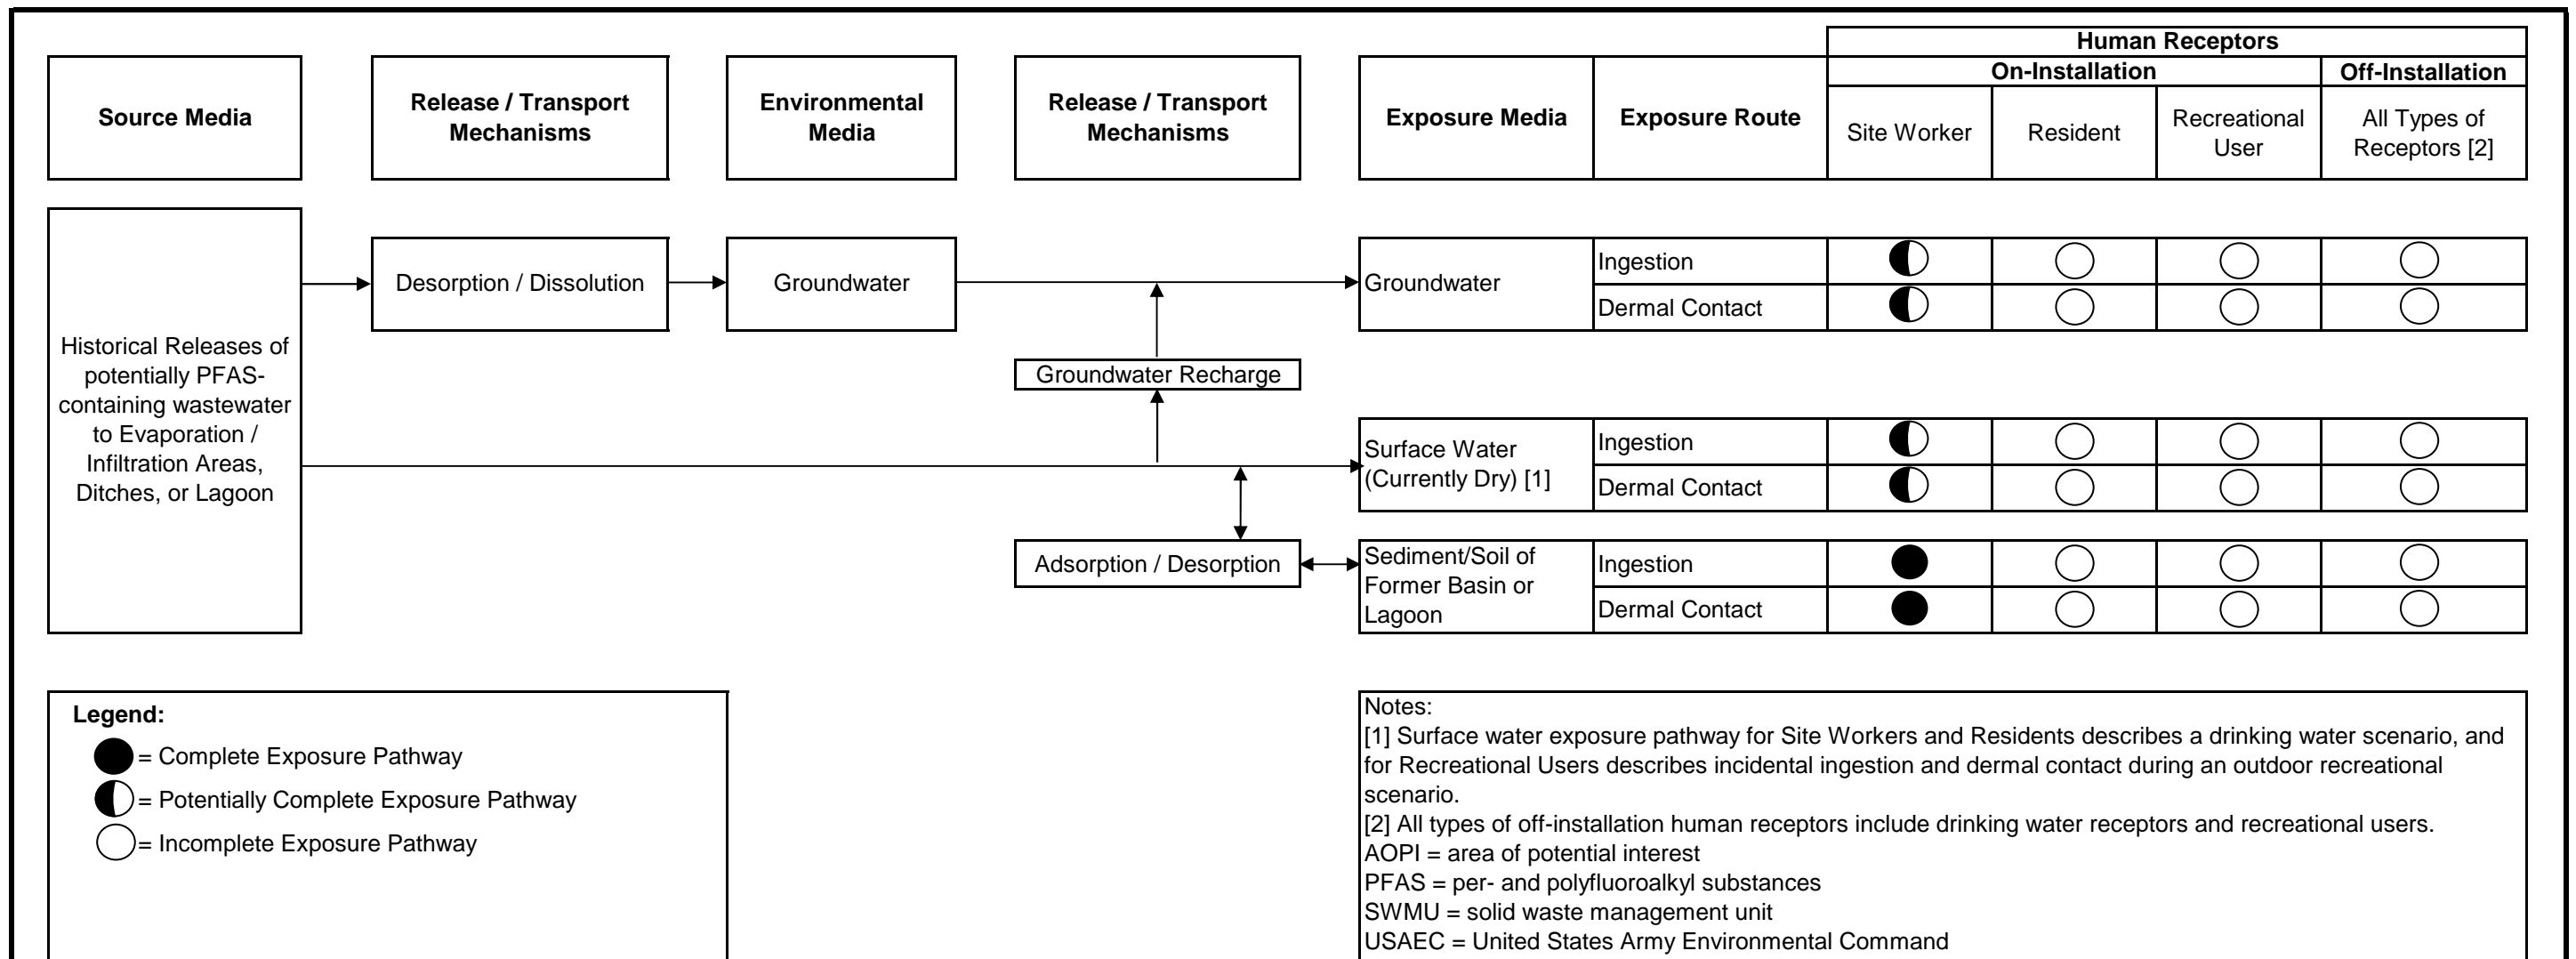 Human Receptors
On-Installation
Off-Installation
Source Media
Release / Transport
Mechanisms
Environmental
Media
Release / Transport
Mechanisms
Exposure Media
Exposure Route
Site Worker
Resident
Recreational
User
All Types of
Receptors [2]
Historical Releases of
potentially PFAS-
containing wastewater
to Evaporation /
Infiltration Areas,
Ditches, or Lagoon
Desorption / Dissolution
Groundwater
Groundwater
Ingestion
Dermal Contact
Groundwater Recharge
Surface Water
(Currently Dry) [1]
Ingestion
Dermal Contact
Adsorption / Desorption
Sediment/Soil of
Former Basin or
Lagoon
Ingestion
Dermal Contact
Legend:
= Complete Exposure Pathway
= Potentially Complete Exposure Pathway
= Incomplete Exposure Pathway
Notes:
[1] Surface water exposure pathway for Site Workers and Residents describes a drinking water scenario, and
for Recreational Users describes incidental ingestion and dermal contact during an outdoor recreational
scenario.
[2] All types of off-installation human receptors include drinking water receptors and recreational users.
AOPI = area of potential interest
PFAS = per- and polyfluoroalkyl substances
SWMU = solid waste management unit
USAEC = United States Army Environmental Command